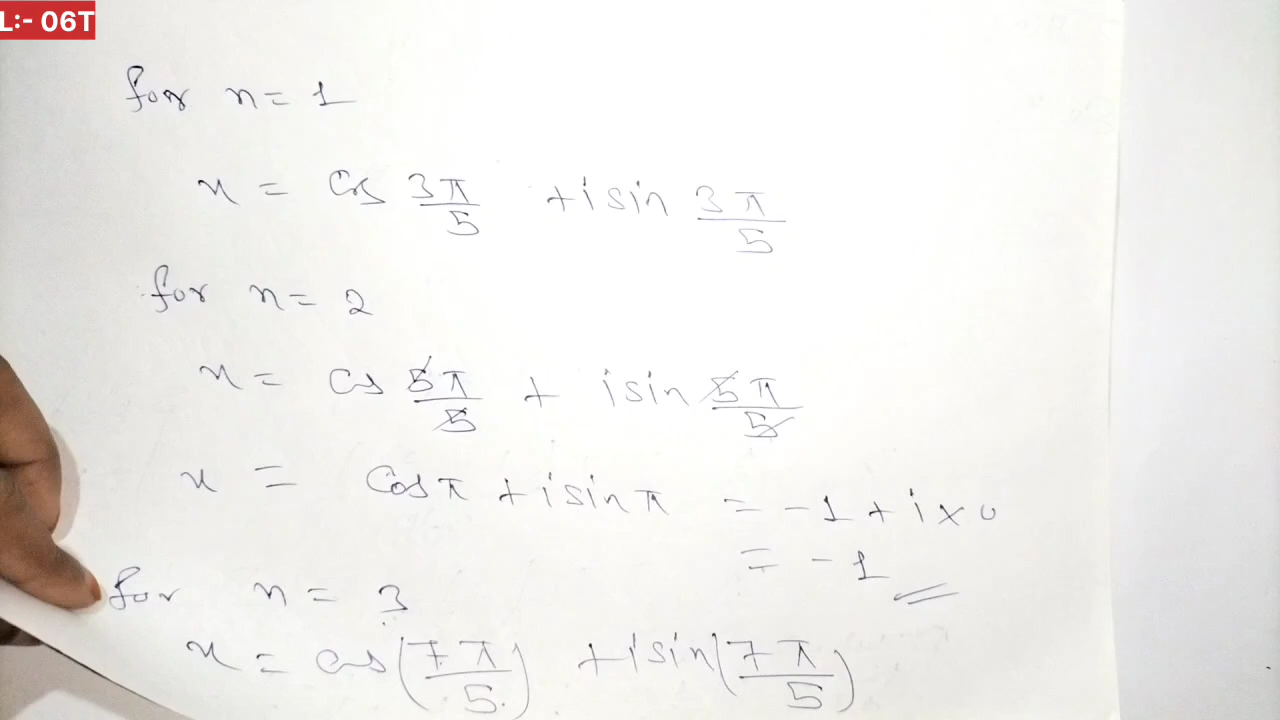 L:- 06T
for n = 1
x = cos 3π/5 + i sin 3π/5
for n = 2
x = cos 5π/5 + i sin 5π/5
x = cos π + i sin π = -1 + i × 0
= -1
for n = 3
x = cos(7π/5) + i sin(7π/5)